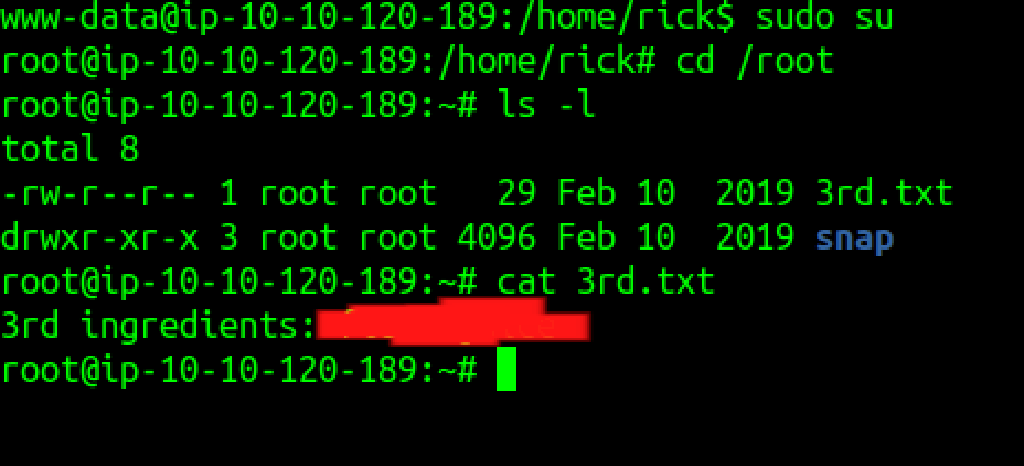 www-data@ip-10-10-120-189:/home/rick$ sudo su
root@ip-10-10-120-189:/home/rick# cd /root
root@ip-10-10-120-189:~# ls -l
total 8
-rw-r--r-- 1 root root   29 Feb 10  2019 3rd.txt
drwxr-xr-x 3 root root 4096 Feb 10  2019 snap
root@ip-10-10-120-189:~# cat 3rd.txt
3rd ingredients:
root@ip-10-10-120-189:~#